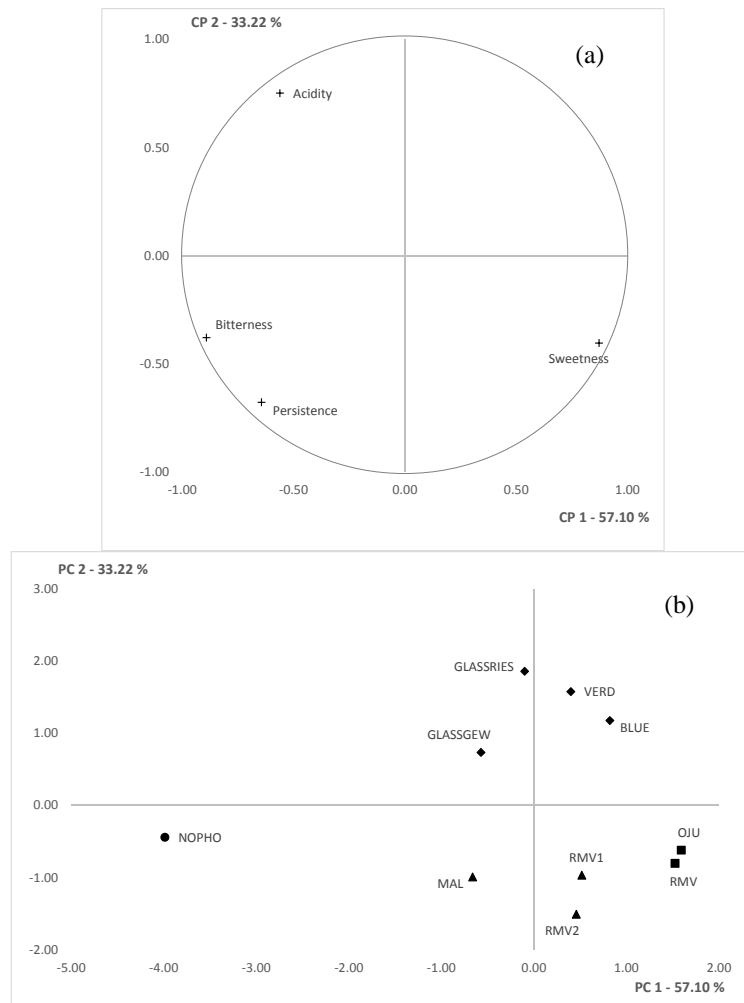 CP 2 - 33.22 %
(a)
1.00
Acidity
0.50
0.00
Bitterness
Sweetness
-0.50
Persistence
-1.00
-1.00 -0.50 0.00 0.50 1.00
CP 1 - 57.10 %
PC 2 - 33.22 %
(b)
3.00
2.00
GLASSRIES
VERD
BLUE
1.00
GLASSGEW
0.00
NOPHO
OJU
RMV1
-1.00
MAL
RMV
RMV2
-2.00
-5.00 -4.00 -3.00 -2.00 -1.00 0.00 1.00 2.00
PC 1 - 57.10 %